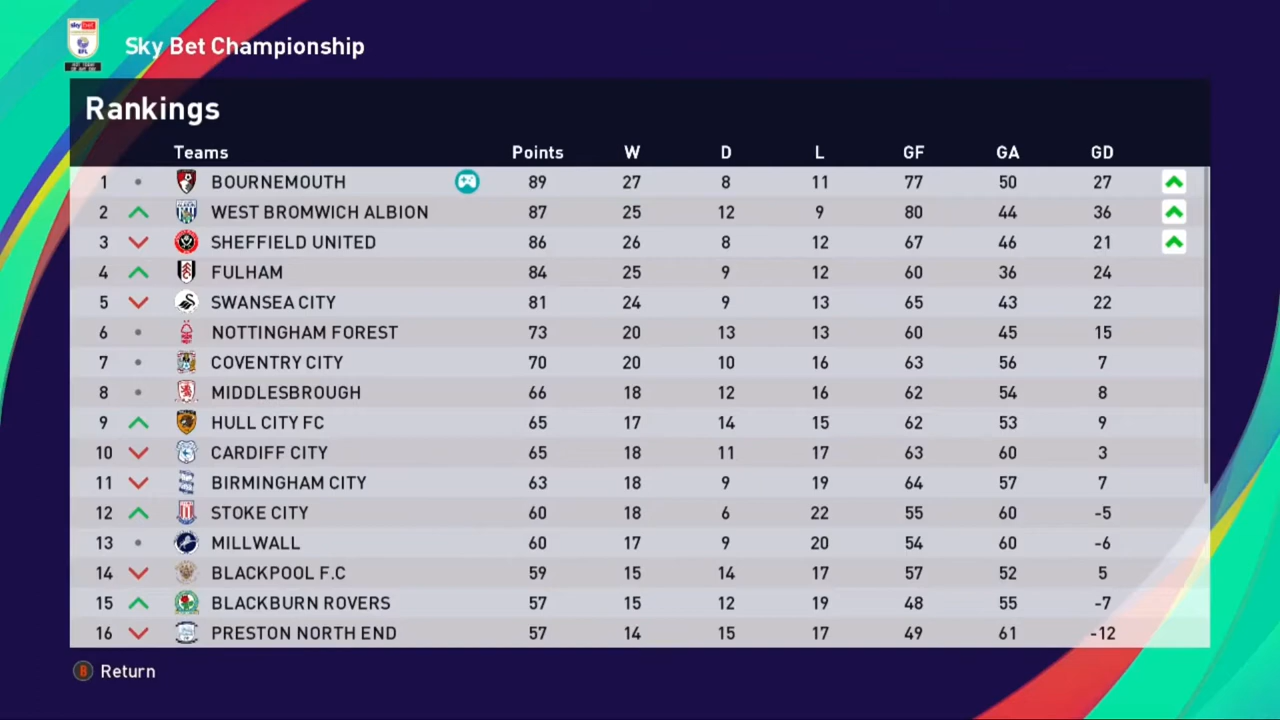 sky bet
EFL
Sky Bet Championship
Rankings
Teams Points W D L GF GA GD
1 BOURNEMOUTH 89 27 8 11 77 50 27
2 WEST BROMWICH ALBION 87 25 12 9 80 44 36
3 SHEFFIELD UNITED 86 26 8 12 67 46 21
4 FULHAM 84 25 9 12 60 36 24
5 SWANSEA CITY 81 24 9 13 65 43 22
6 NOTTINGHAM FOREST 73 20 13 13 60 45 15
7 COVENTRY CITY 70 20 10 16 63 56 7
8 MIDDLESBROUGH 66 18 12 16 62 54 8
9 HULL CITY FC 65 17 14 15 62 53 9
10 CARDIFF CITY 65 18 11 17 63 60 3
11 BIRMINGHAM CITY 63 18 9 19 64 57 7
12 STOKE CITY 60 18 6 22 55 60 -5
13 MILLWALL 60 17 9 20 54 60 -6
14 BLACKPOOL F.C 59 15 14 17 57 52 5
15 BLACKBURN ROVERS 57 15 12 19 48 55 -7
16 PRESTON NORTH END 57 14 15 17 49 61 -12
B Return